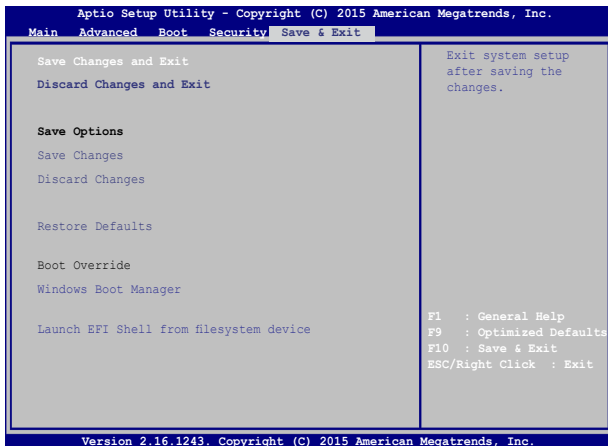 Aptio Setup Utility - Copyright (C) 2015 American Megatrends, Inc.
Main Advanced Boot Security Save & Exit
Save Changes and Exit
Discard Changes and Exit
Save Options
Save Changes
Discard Changes
Restore Defaults
Boot Override
Windows Boot Manager
Launch EFI Shell from filesystem device
Exit system setup
after saving the
changes.
F1 : General Help
F9 : Optimized Defaults
F10 : Save & Exit
ESC/Right Click : Exit
Version 2.16.1243. Copyright (C) 2015 American Megatrends, Inc.